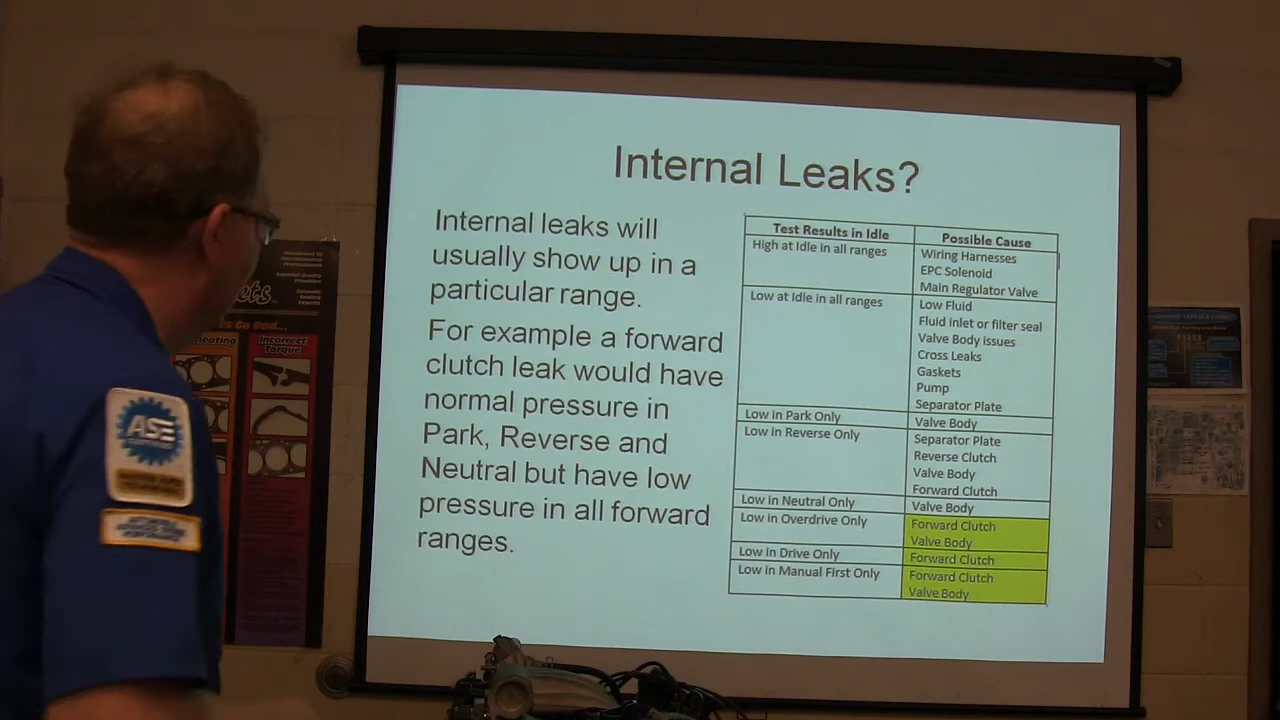 Internal Leaks?
Internal leaks will
usually show up in a
particular range.
For example a forward
clutch leak would have
normal pressure in
Park, Reverse and
Neutral but have low
pressure in all forward
ranges.
Test Results in Idle
Possible Cause
High at Idle in all ranges
Wiring Harnesses
EPC Solenoid
Main Regulator Valve
Low at Idle in all ranges
Low Fluid
Fluid inlet or filter seal
Valve Body issues
Cross Leaks
Gaskets
Pump
Separator Plate
Low in Park Only
Valve Body
Low in Reverse Only
Separator Plate
Reverse Clutch
Valve Body
Forward Clutch
Low in Neutral Only
Valve Body
Low in Overdrive Only
Forward Clutch
Valve Body
Low in Drive Only
Forward Clutch
Low in Manual First Only
Forward Clutch
Valve Body
ASE
Incorrect
Torque